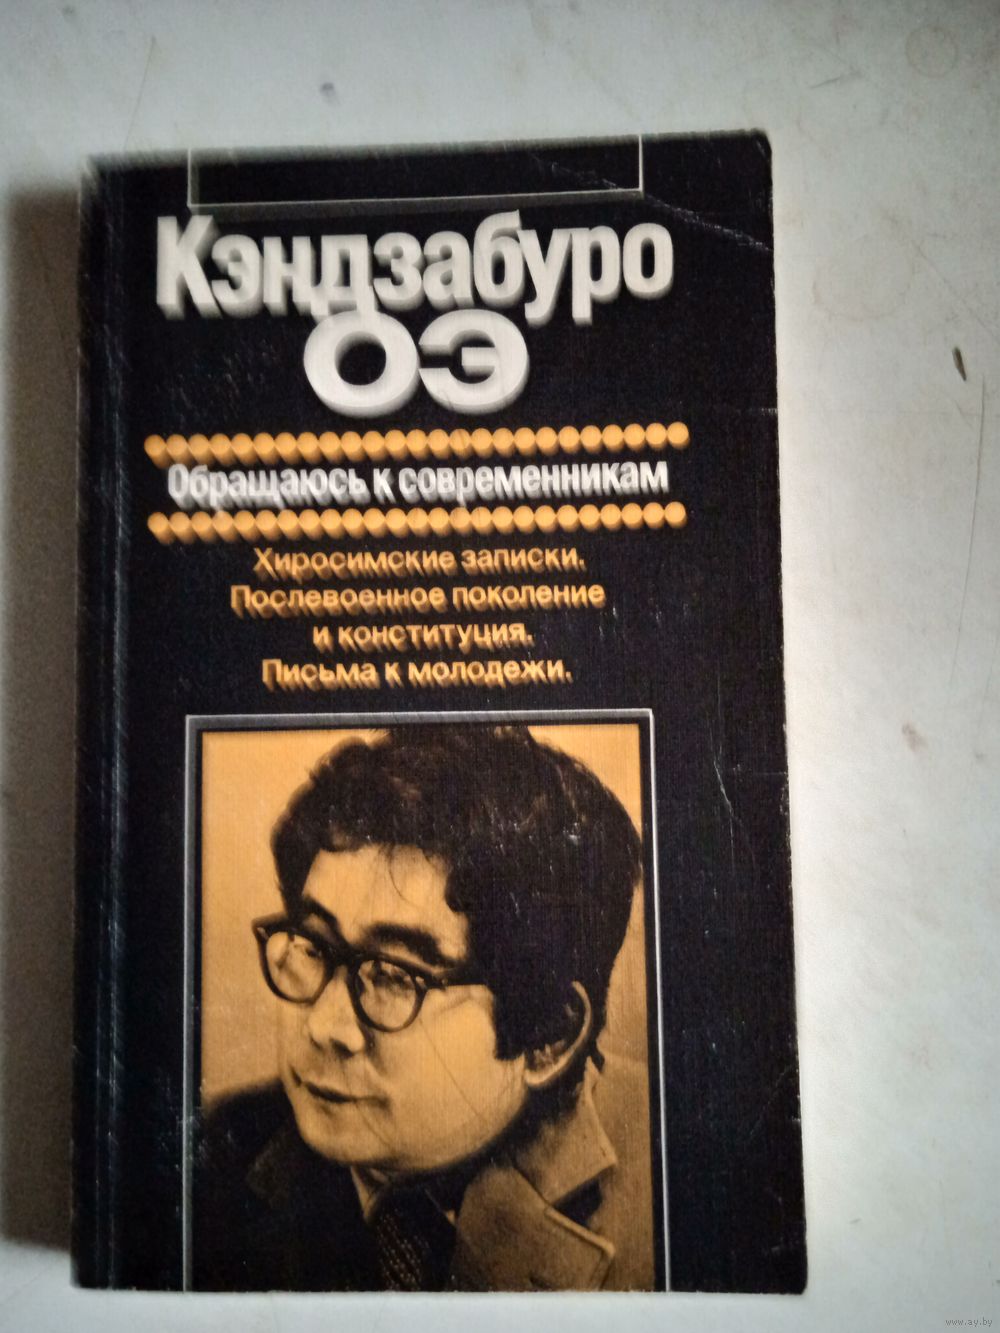 Кэндзабуро
ОЭ
Обращаюсь к современникам
Хиросимские записки.
Послевоенное поколение
и конституция.
Письма к молодежи.
www.ay.by